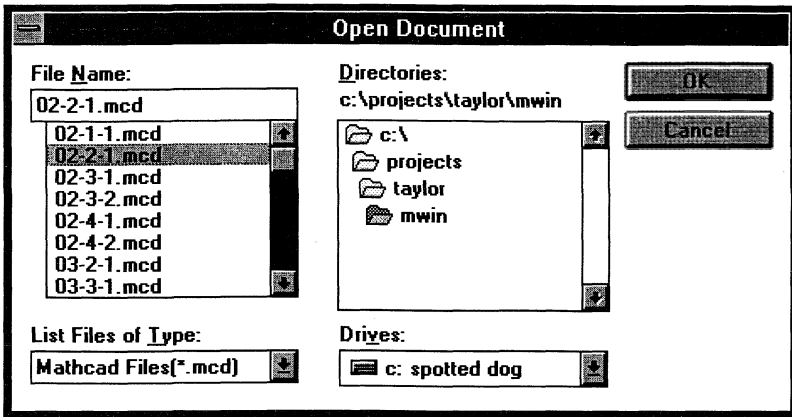 Open Document
File Name:
02-2-1.mcd
02-1-1.mcd
02-2-1.mcd
02-3-1.mcd
02-3-2.mcd
02-4-1.mcd
02-4-2.mcd
03-2-1.mcd
03-3-1.mcd
List Files of Type:
Mathcad Files(*.mcd)
Directories:
c:\projects\taylor\mwin
c:\
projects
taylor
mwin
Drives:
c: spotted dog
OK
Cancel